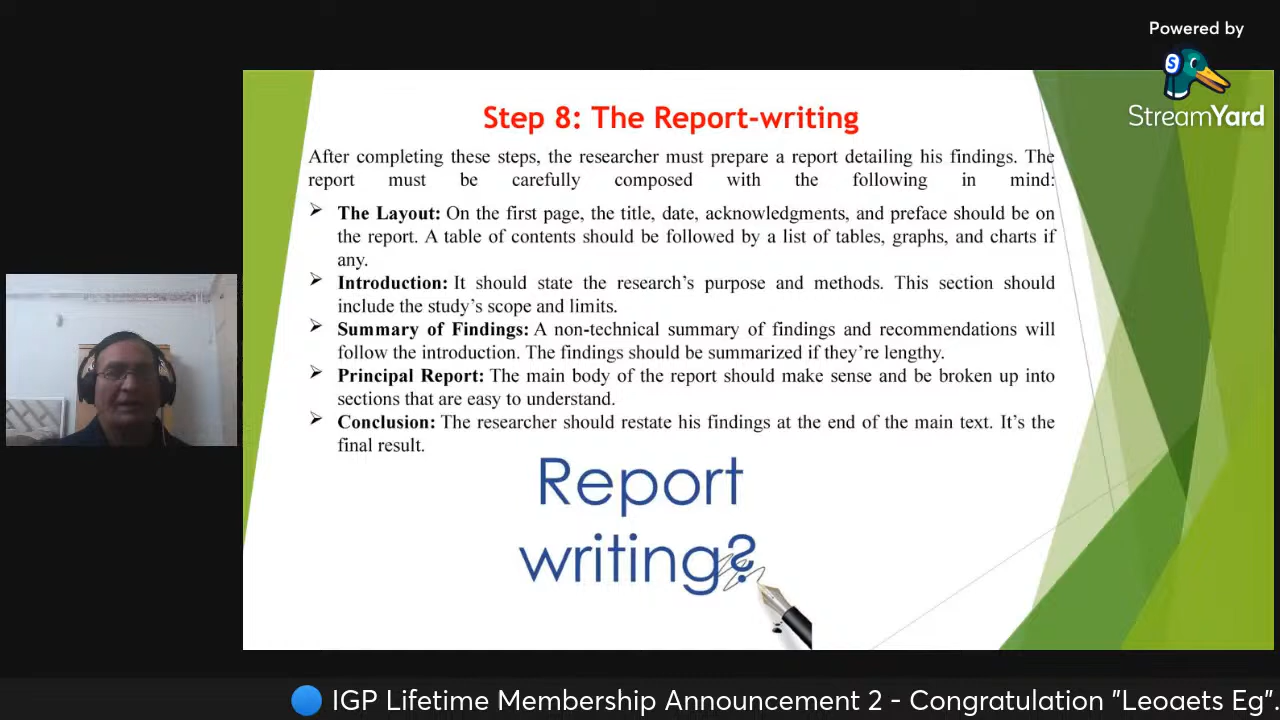 Powered by
S
StreamYard
Step 8: The Report-writing
After completing these steps, the researcher must prepare a report detailing his findings. The
report must be carefully composed with the following in mind:
➢ The Layout: On the first page, the title, date, acknowledgments, and preface should be on
the report. A table of contents should be followed by a list of tables, graphs, and charts if
any.
➢ Introduction: It should state the research's purpose and methods. This section should
include the study's scope and limits.
➢ Summary of Findings: A non-technical summary of findings and recommendations will
follow the introduction. The findings should be summarized if they're lengthy.
➢ Principal Report: The main body of the report should make sense and be broken up into
sections that are easy to understand.
➢ Conclusion: The researcher should restate his findings at the end of the main text. It's the
final result.
Report
writing?
IGP Lifetime Membership Announcement 2 - Congratulation "Leoaets Eg".